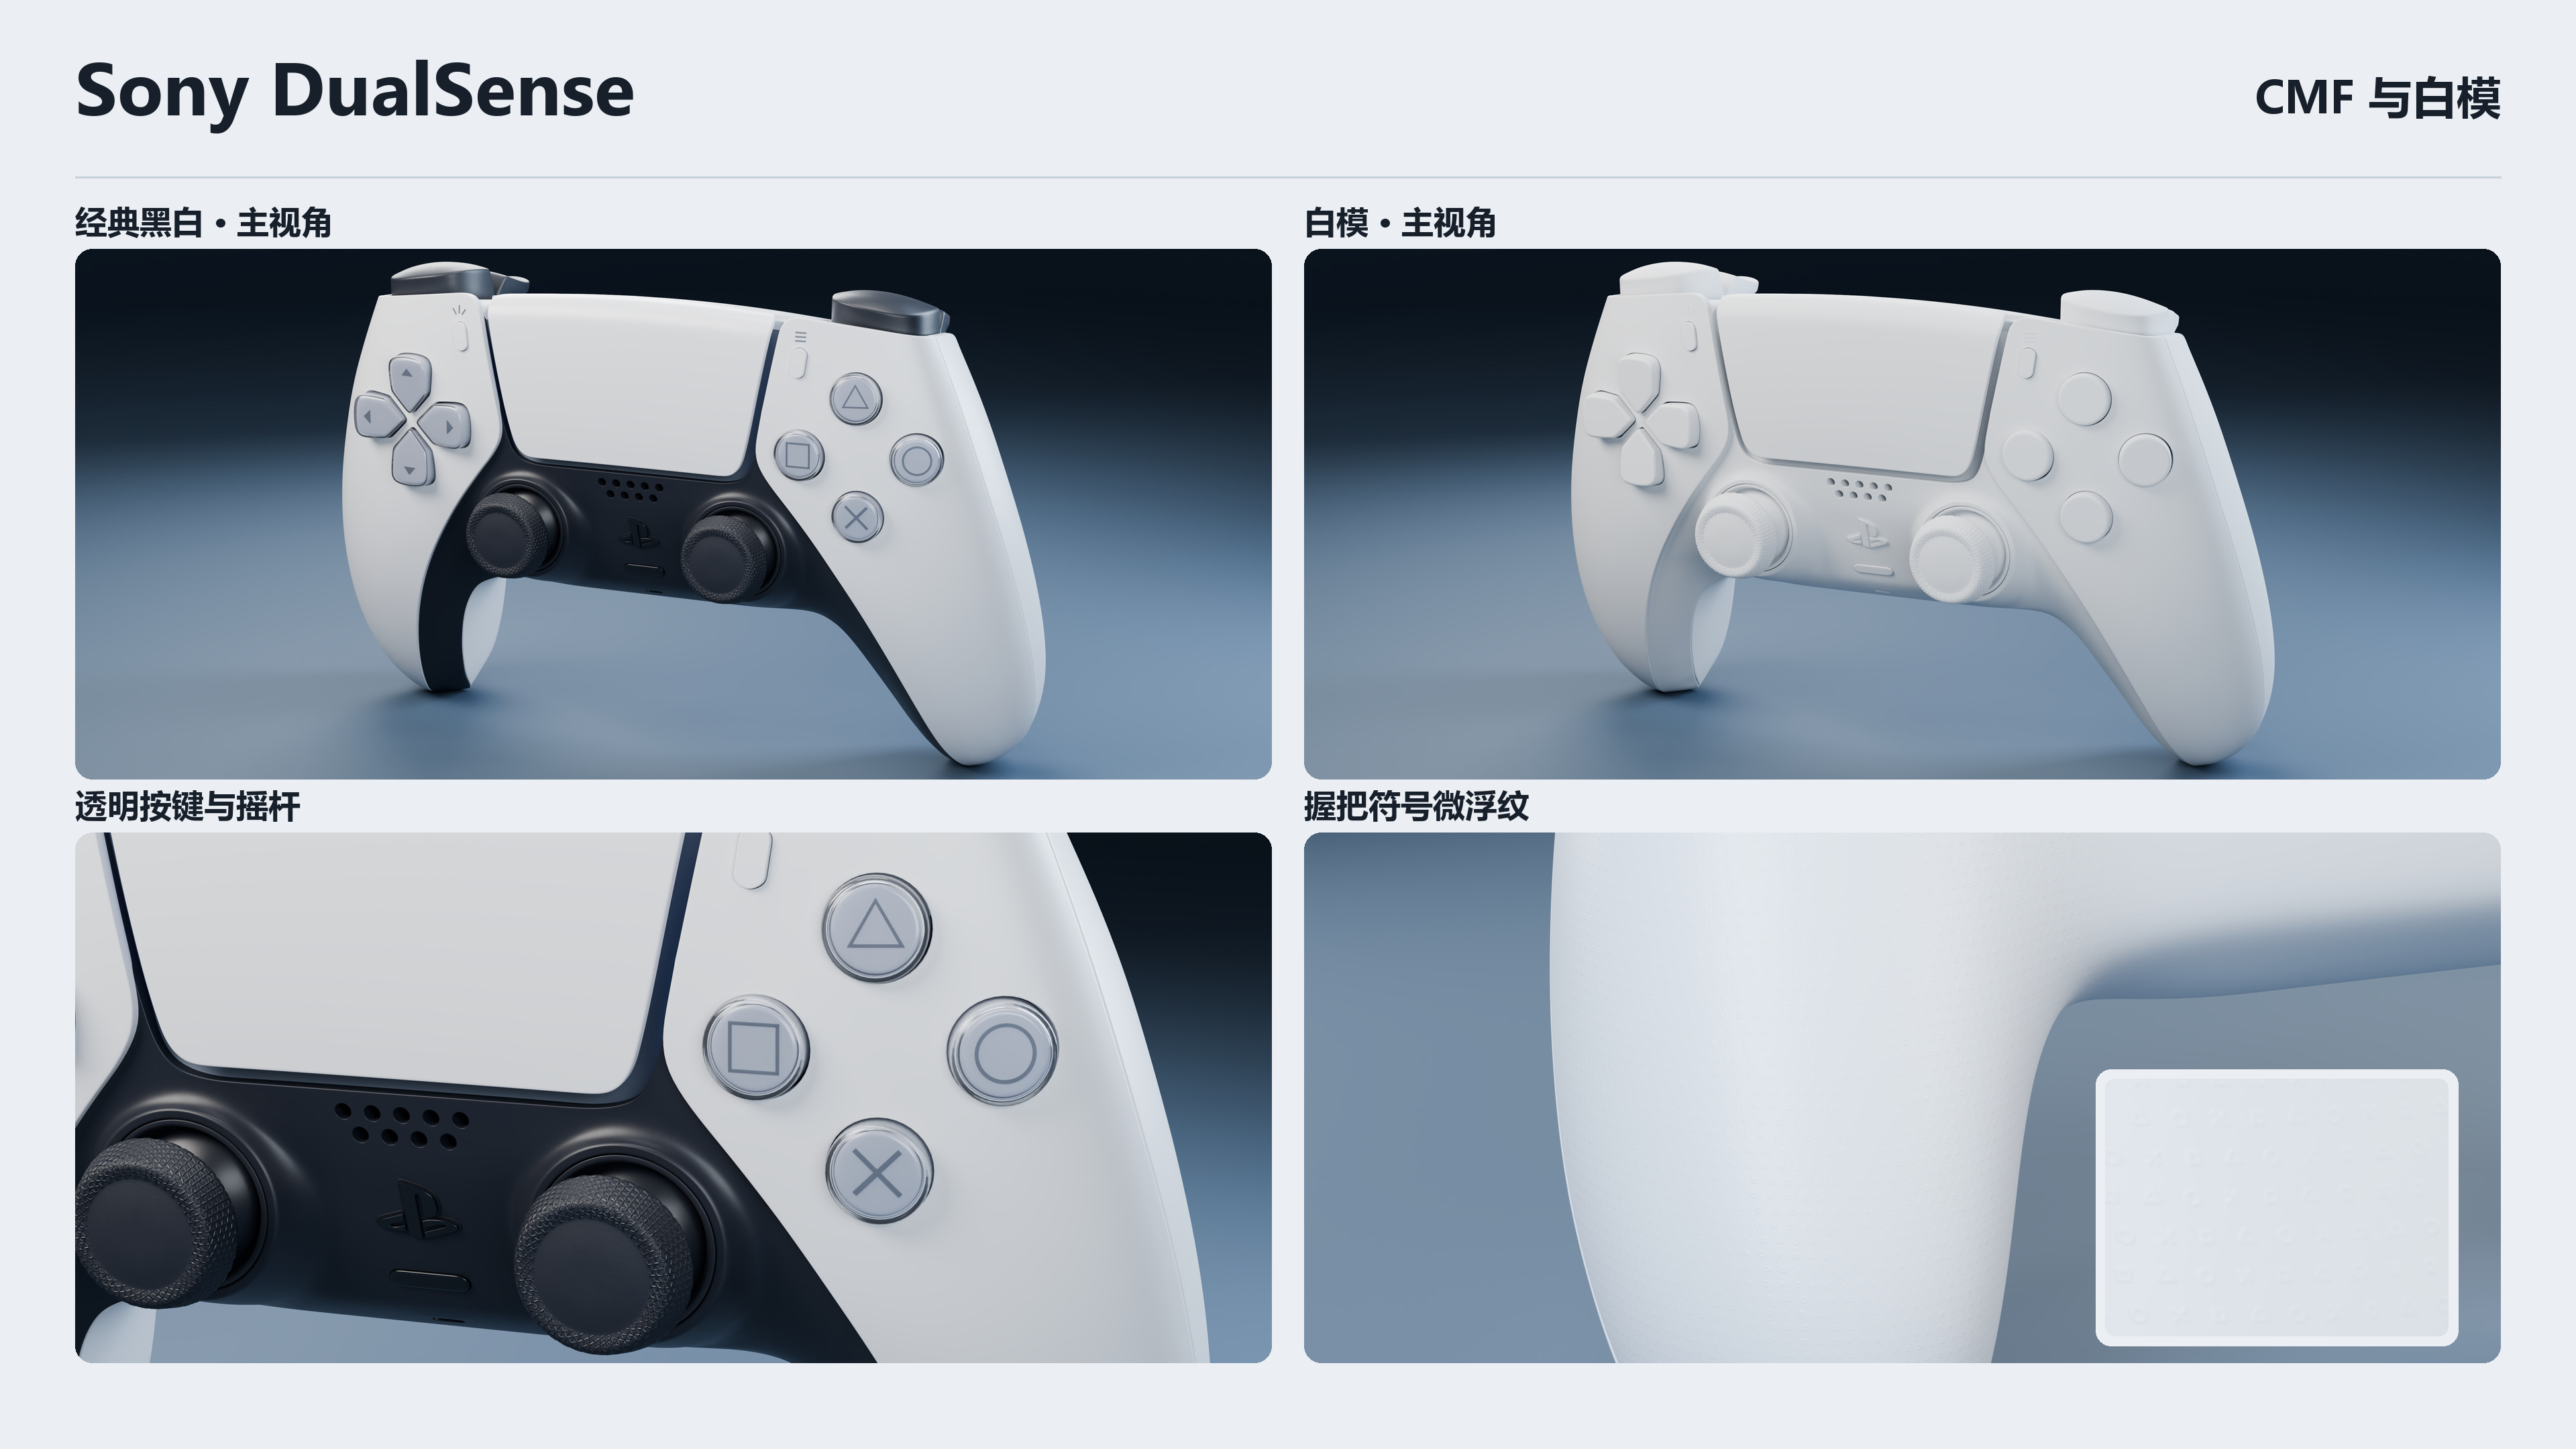 Sony DualSense
CMF 与白模
经典黑白·主视角
白模·主视角
透明按键与摇杆
握把符号微浮纹